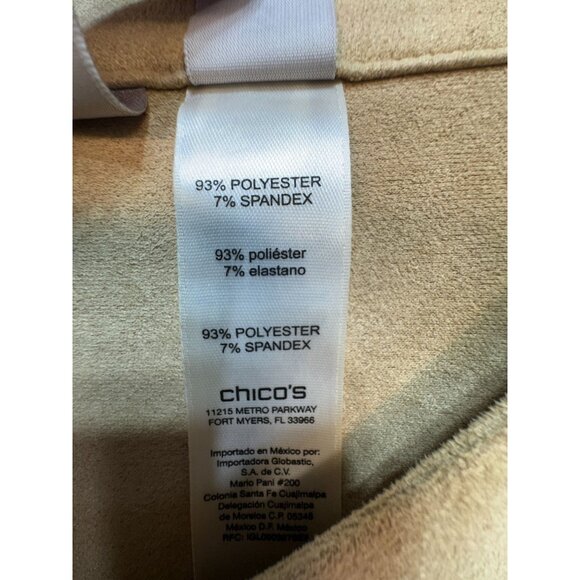 93% POLYESTER
7% SPANDEX
93% poliéster
7% elastano
93% POLYESTER
7% SPANDEX
chico's
11215 METRO PARKWAY
FORT MYERS, FL 33966
Importado en México por:
Importadora Globastic,
S.A. de C.V.
Mario Pani #200
Colonia Santa Fe Cuajimalpa
Delegación Cuajimalpa
de Morelos C.P. 05348
México D.F. México
RFC: